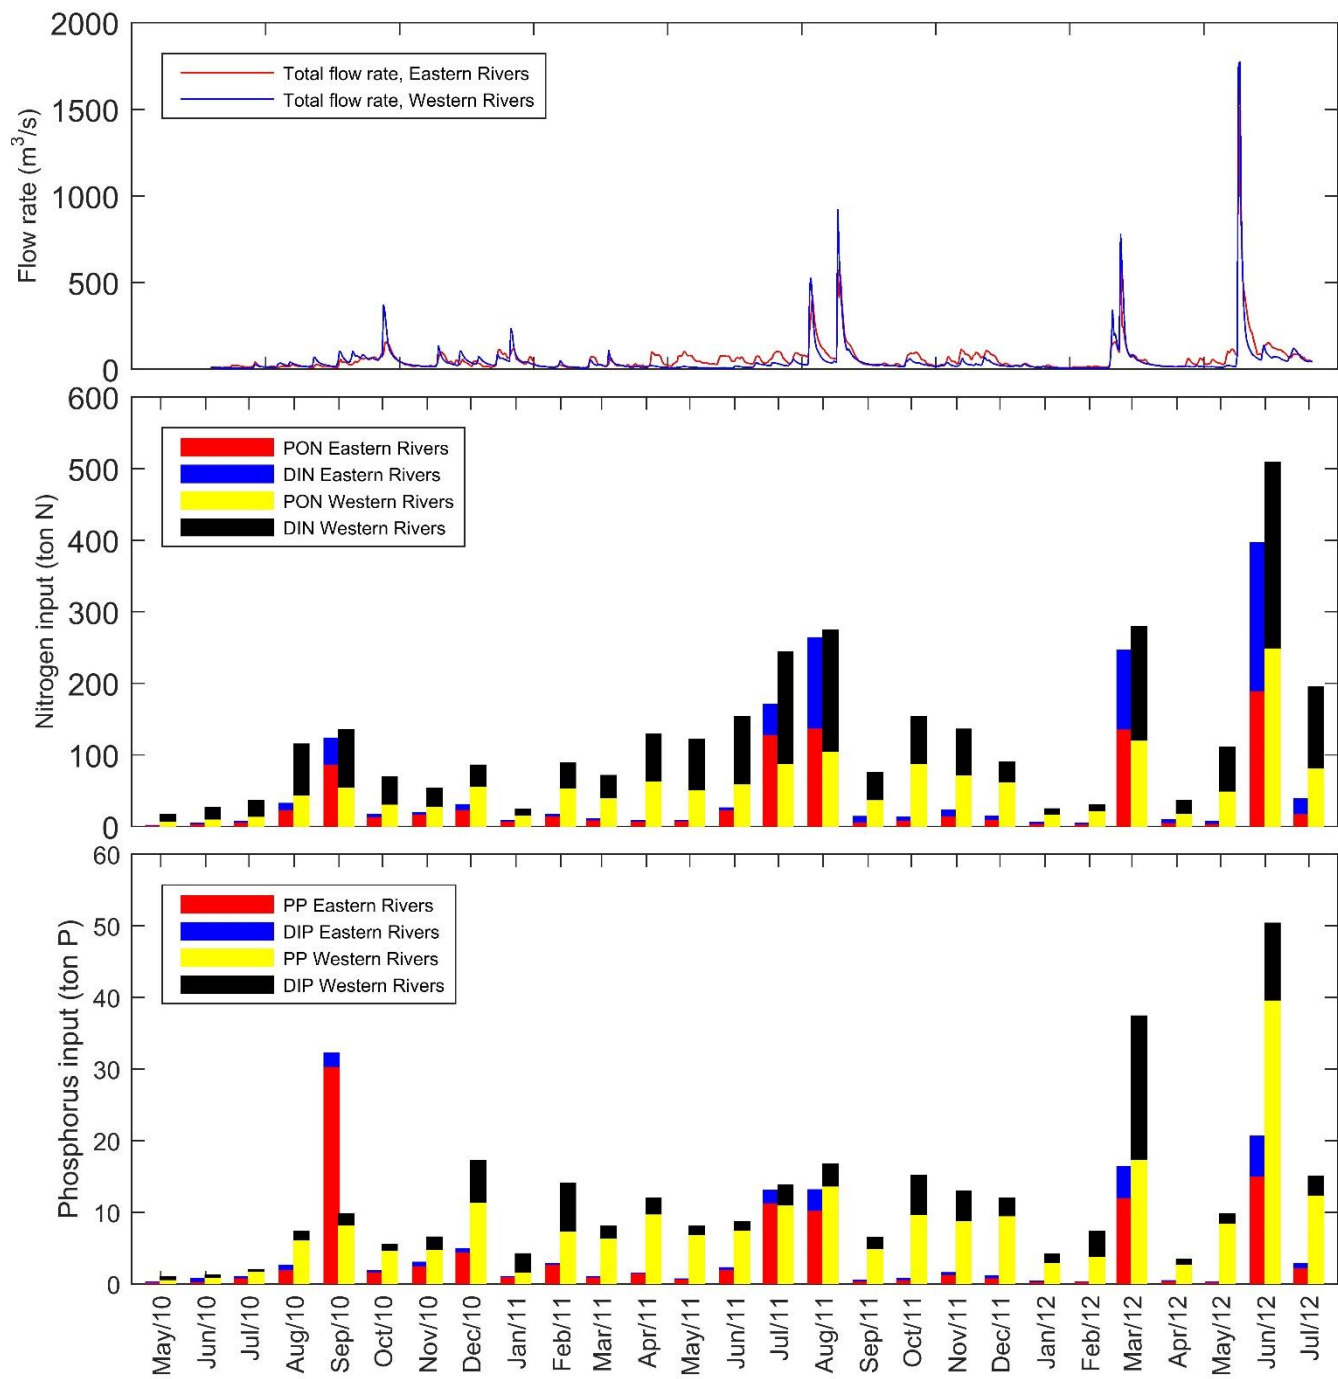 2000
1500
1000
500
0
Flow rate (m³/s)
Total flow rate, Eastern Rivers
Total flow rate, Western Rivers
600
500
400
300
200
100
0
Nitrogen input (ton N)
PON Eastern Rivers
DIN Eastern Rivers
PON Western Rivers
DIN Western Rivers
60
50
40
30
20
10
0
Phosphorus input (ton P)
PP Eastern Rivers
DIP Eastern Rivers
PP Western Rivers
DIP Western Rivers
May/10
Jun/10
Jul/10
Aug/10
Sep/10
Oct/10
Nov/10
Dec/10
Jan/11
Feb/11
Mar/11
Apr/11
May/11
Jun/11
Jul/11
Aug/11
Sep/11
Oct/11
Nov/11
Dec/11
Jan/12
Feb/12
Mar/12
Apr/12
May/12
Jun/12
Jul/12